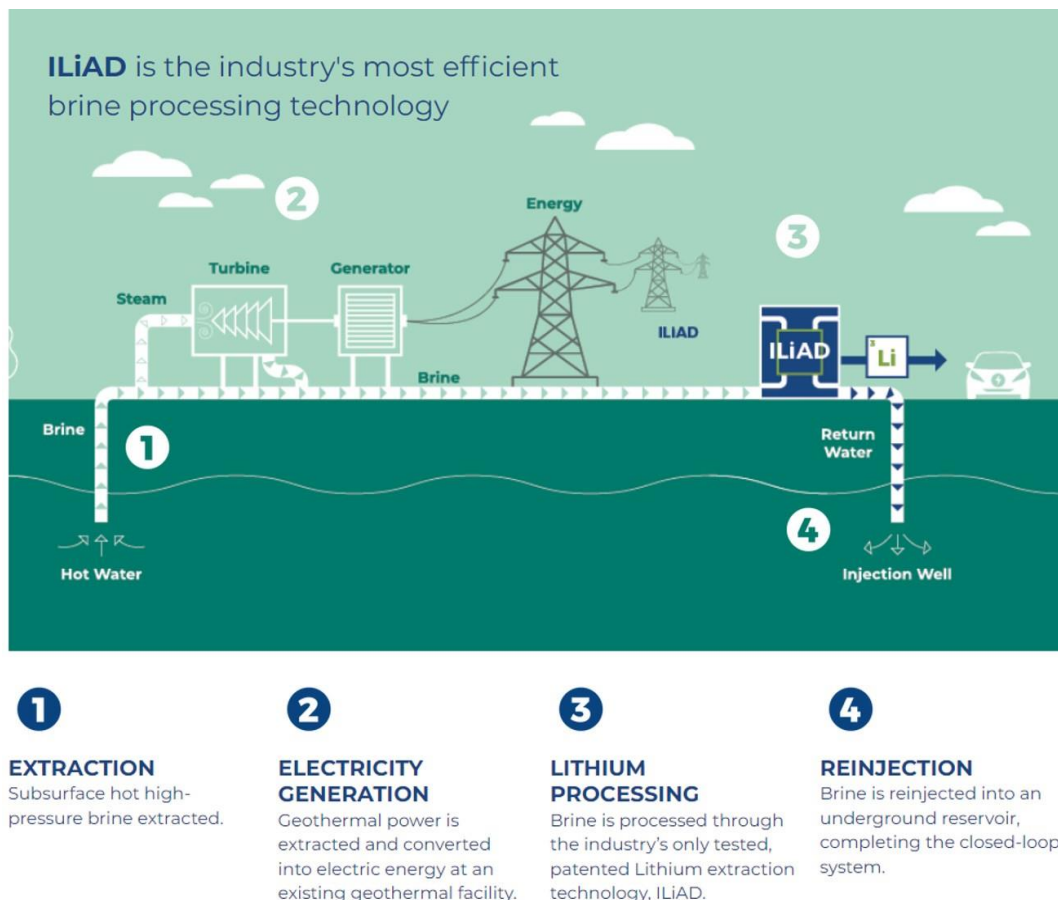 ILiAD is the industry's most efficient
brine processing technology
2
Energy
3
Turbine
Generator
Steam
ILiAD
ILiAD
3
Li
Brine
Brine
1
Return
Water
4
Hot Water
Injection Well
1
EXTRACTION
Subsurface hot high-
pressure brine extracted.
2
ELECTRICITY
GENERATION
Geothermal power is
extracted and converted
into electric energy at an
existing geothermal facility.
3
LITHIUM
PROCESSING
Brine is processed through
the industry's only tested,
patented Lithium extraction
technology, ILiAD.
4
REINJECTION
Brine is reinjected into an
underground reservoir,
completing the closed-loop
system.